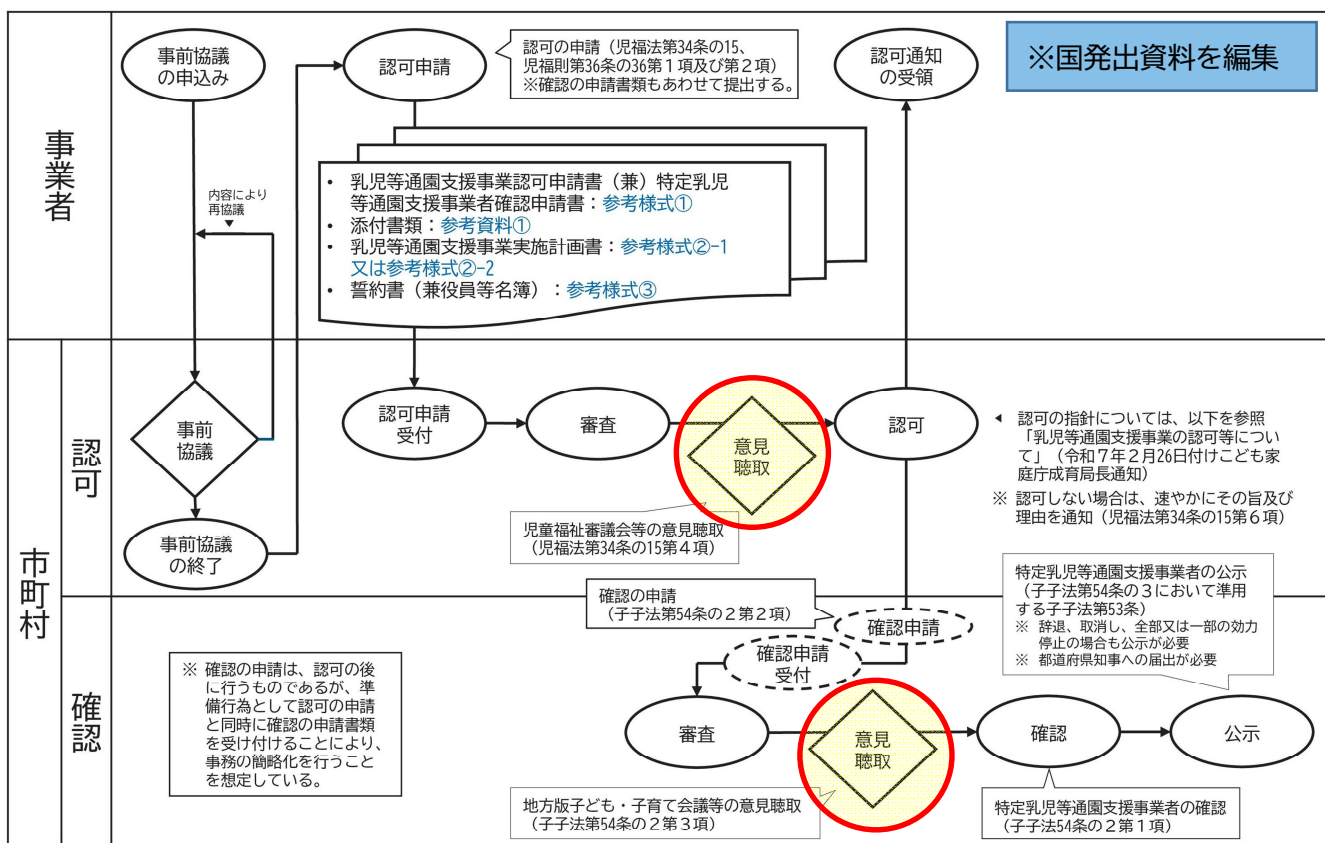 事前協議
の申込み
認可申請
認可の申請（児福法第34条の15、
児福則第36条の36第１項及び第２項）
※確認の申請書類もあわせて提出する。
認可通知
の受領
※国発出資料を編集
事業者
内容により
再協議
▼
• 乳児等通園支援事業認可申請書（兼）特定乳児
等通園支援事業者確認申請書：参考様式①
• 添付書類：参考資料①
• 乳児等通園支援事業実施計画書：参考様式②-1
又は参考様式②-2
• 誓約書（兼役員等名簿）：参考様式③
市町村
認可
事前
協議
事前協議
の終了
認可申請
受付
審査
意見
聴取
認可
児童福祉審議会等の意見聴取
（児福法第34条の15第４項）
◀ 認可の指針については、以下を参照
「乳児等通園支援事業の認可等につい
て」（令和７年２月26日付けこども家
庭庁成育局長通知）
※ 認可しない場合は、速やかにその旨及び
理由を通知（児福法第34条の15第６項）
確認
※ 確認の申請は、認可の後
に行うものであるが、準
備行為として認可の申請
と同時に確認の申請書類
を受け付けることにより、
事務の簡略化を行うこと
を想定している。
確認の申請
（子子法第54条の２第２項）
確認申請
確認申請
受付
審査
意見
聴取
確認
公示
特定乳児等通園支援事業者の公示
（子子法第54条の３において準用
する子子法第53条）
※ 辞退、取消し、全部又は一部の効力
停止の場合も公示が必要
※ 都道府県知事への届出が必要
地方版子ども・子育て会議等の意見聴取
（子子法第54条の２第３項）
特定乳児等通園支援事業者の確認
（子子法54条の２第１項）